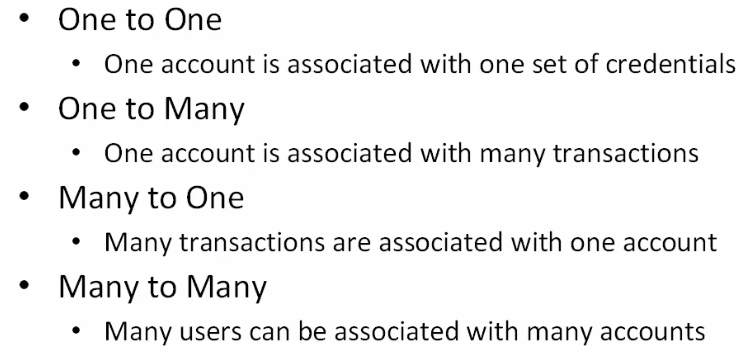 • One to One
• One account is associated with one set of credentials
• One to Many
• One account is associated with many transactions
• Many to One
• Many transactions are associated with one account
• Many to Many
• Many users can be associated with many accounts